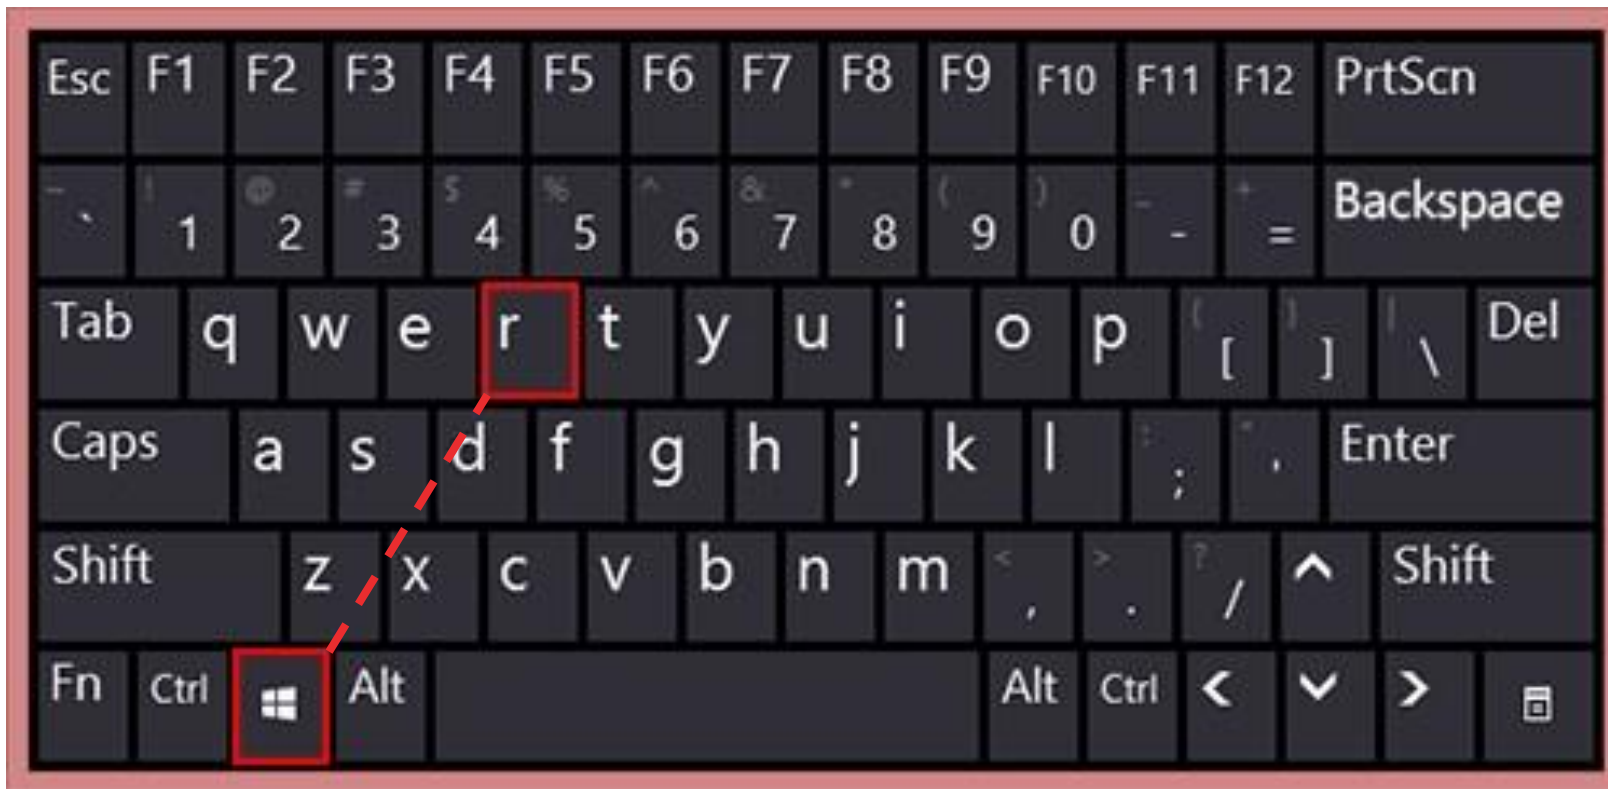 Esc F1 F2 F3 F4 F5 F6 F7 F8 F9 F10 F11 F12 PrtScn
! @ # $ % ^ & * ( ) _ +
` 1 2 3 4 5 6 7 8 9 0 - = Backspace
Tab q w e r t y u i o p { [ } ] | \ Del
Caps a s d f g h j k l : ; " ' Enter
Shift z x c v b n m < , > . ? / Shift
Fn Ctrl Alt Alt Ctrl